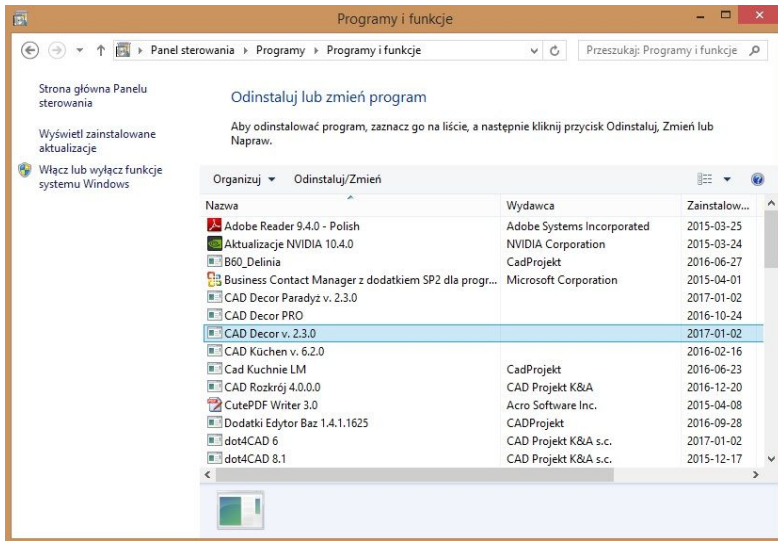 Programy i funkcje
Panel sterowania Programy Programy i funkcje
Przeszukaj: Programy i funkcje
Strona główna Panelu
sterowania
Wyświetl zainstalowane
aktualizacje
Włącz lub wyłącz funkcje
systemu Windows
Odinstaluj lub zmień program
Aby odinstalować program, zaznacz go na liście, a następnie kliknij przycisk Odinstaluj, Zmień lub
Napraw.
Organizuj Odinstaluj/Zmień
Nazwa Wydawca Zainstalow...
Adobe Reader 9.4.0 - Polish Adobe Systems Incorporated 2015-03-25
Aktualizacje NVIDIA 10.4.0 NVIDIA Corporation 2015-03-24
B60_Delinia CadProjekt 2016-06-27
Business Contact Manager z dodatkiem SP2 dla progr... Microsoft Corporation 2015-04-01
CAD Decor Paradyż v. 2.3.0 2017-01-02
CAD Decor PRO 2016-10-24
CAD Decor v. 2.3.0 2017-01-02
CAD Küchen v. 6.2.0 2016-02-16
Cad Kuchnie LM CadProjekt 2016-06-23
CAD Rozkrój 4.0.0.0 CAD Projekt K&A 2016-12-20
CutePDF Writer 3.0 Acro Software Inc. 2015-04-08
Dodatki Edytor Baz 1.4.1.1625 CADProjekt 2016-09-28
dot4CAD 6 CAD Projekt K&A s.c. 2017-01-02
dot4CAD 8.1 CAD Projekt K&A s.c. 2015-12-17